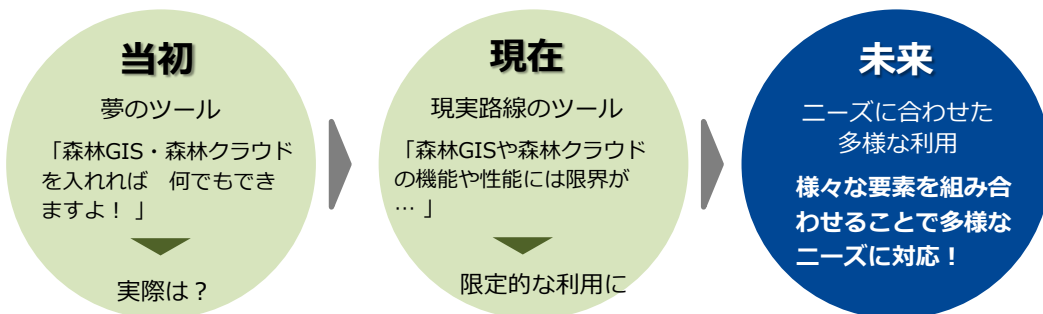 当初
夢のツール
「森林GIS・森林クラウド
を入れれば　何でもでき
ますよ！ 」
実際は？
現在
現実路線のツール
「森林GISや森林クラウド
の機能や性能には限界が
… 」
限定的な利用に
未来
ニーズに合わせた
多様な利用
様々な要素を組み合
わせることで多様な
ニーズに対応！